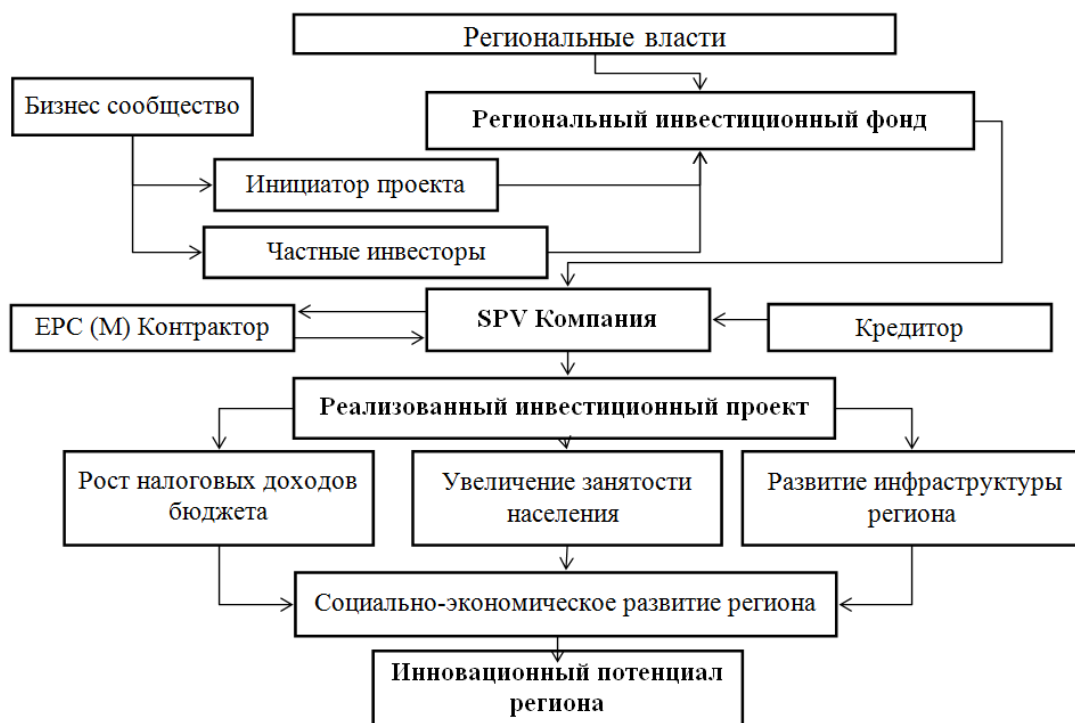 Региональные власти
Бизнес сообщество
Региональный инвестиционный фонд
Инициатор проекта
Частные инвесторы
EPC (M) Контрактор
SPV Компания
Кредитор
Реализованный инвестиционный проект
Рост налоговых доходов
бюджета
Увеличение занятости
населения
Развитие инфраструктуры
региона
Социально-экономическое развитие региона
Инновационный потенциал
региона